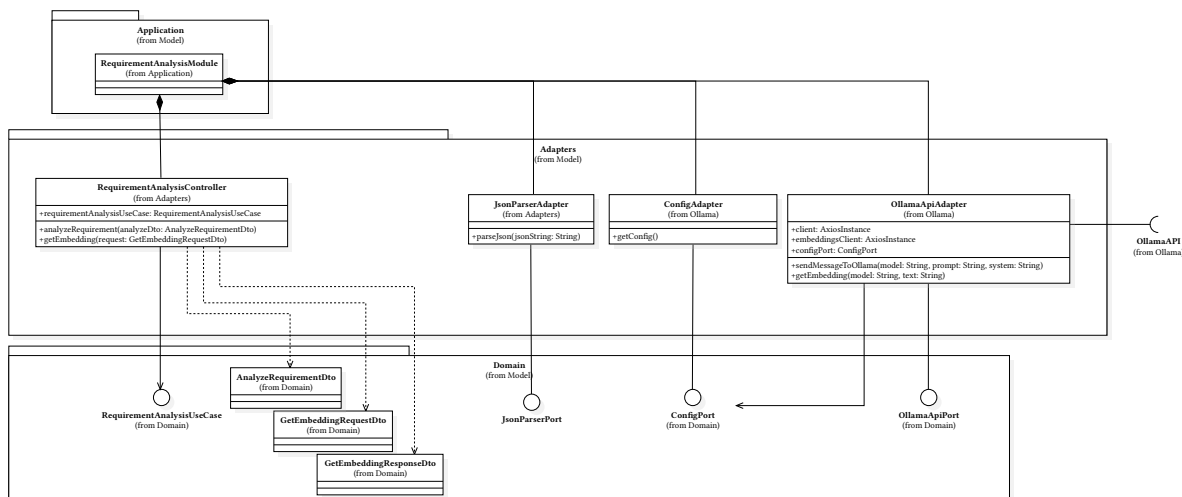 Application
(from Model)
RequirementAnalysisModule
(from Application)
Adapters
(from Model)
RequirementAnalysisController
(from Adapters)
+requirementAnalysisUseCase: RequirementAnalysisUseCase
+analyzeRequirement(analyzeDto: AnalyzeRequirementDto)
+getEmbedding(request: GetEmbeddingRequestDto)
JsonParserAdapter
(from Adapters)
+parseJson(jsonString: String)
ConfigAdapter
(from Ollama)
+getConfig()
OllamaApiAdapter
(from Ollama)
+client: AxiosInstance
+embeddingsClient: AxiosInstance
+configPort: ConfigPort
+sendMessageToOllama(model: String, prompt: String, system: String)
+getEmbedding(model: String, text: String)
OllamaAPI
(from Ollama
Domain
(from Model)
AnalyzeRequirementDto
(from Domain)
RequirementAnalysisUseCase
(from Domain)
GetEmbeddingRequestDto
(from Domain)
GetEmbeddingResponseDto
(from Domain)
JsonParserPort
ConfigPort
(from Domain)
OllamaApiPort
(from Domain)